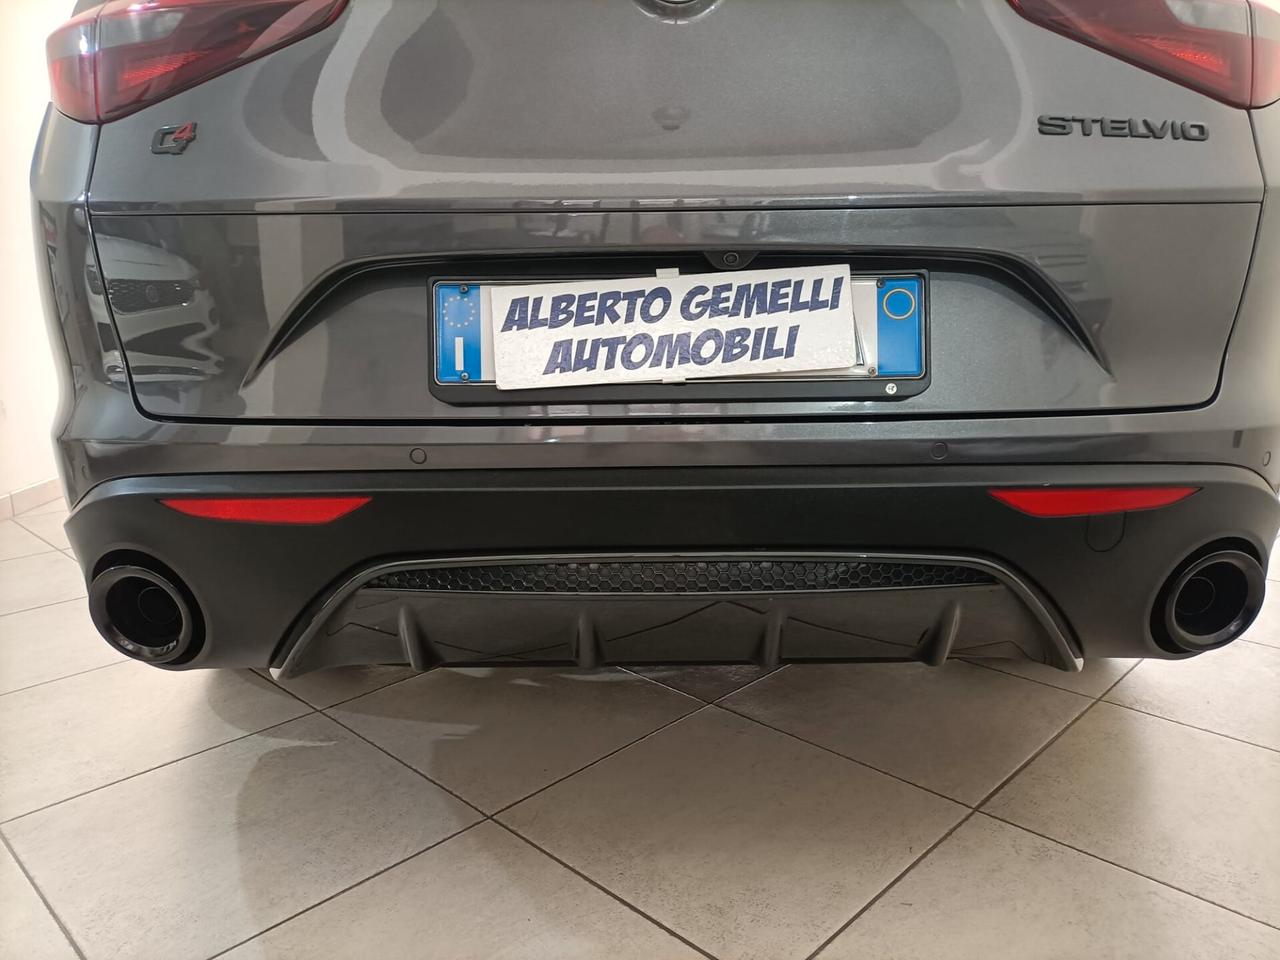 Q4
STELVIO
ALBERTO GEMELLI
AUTOMOBILI
I